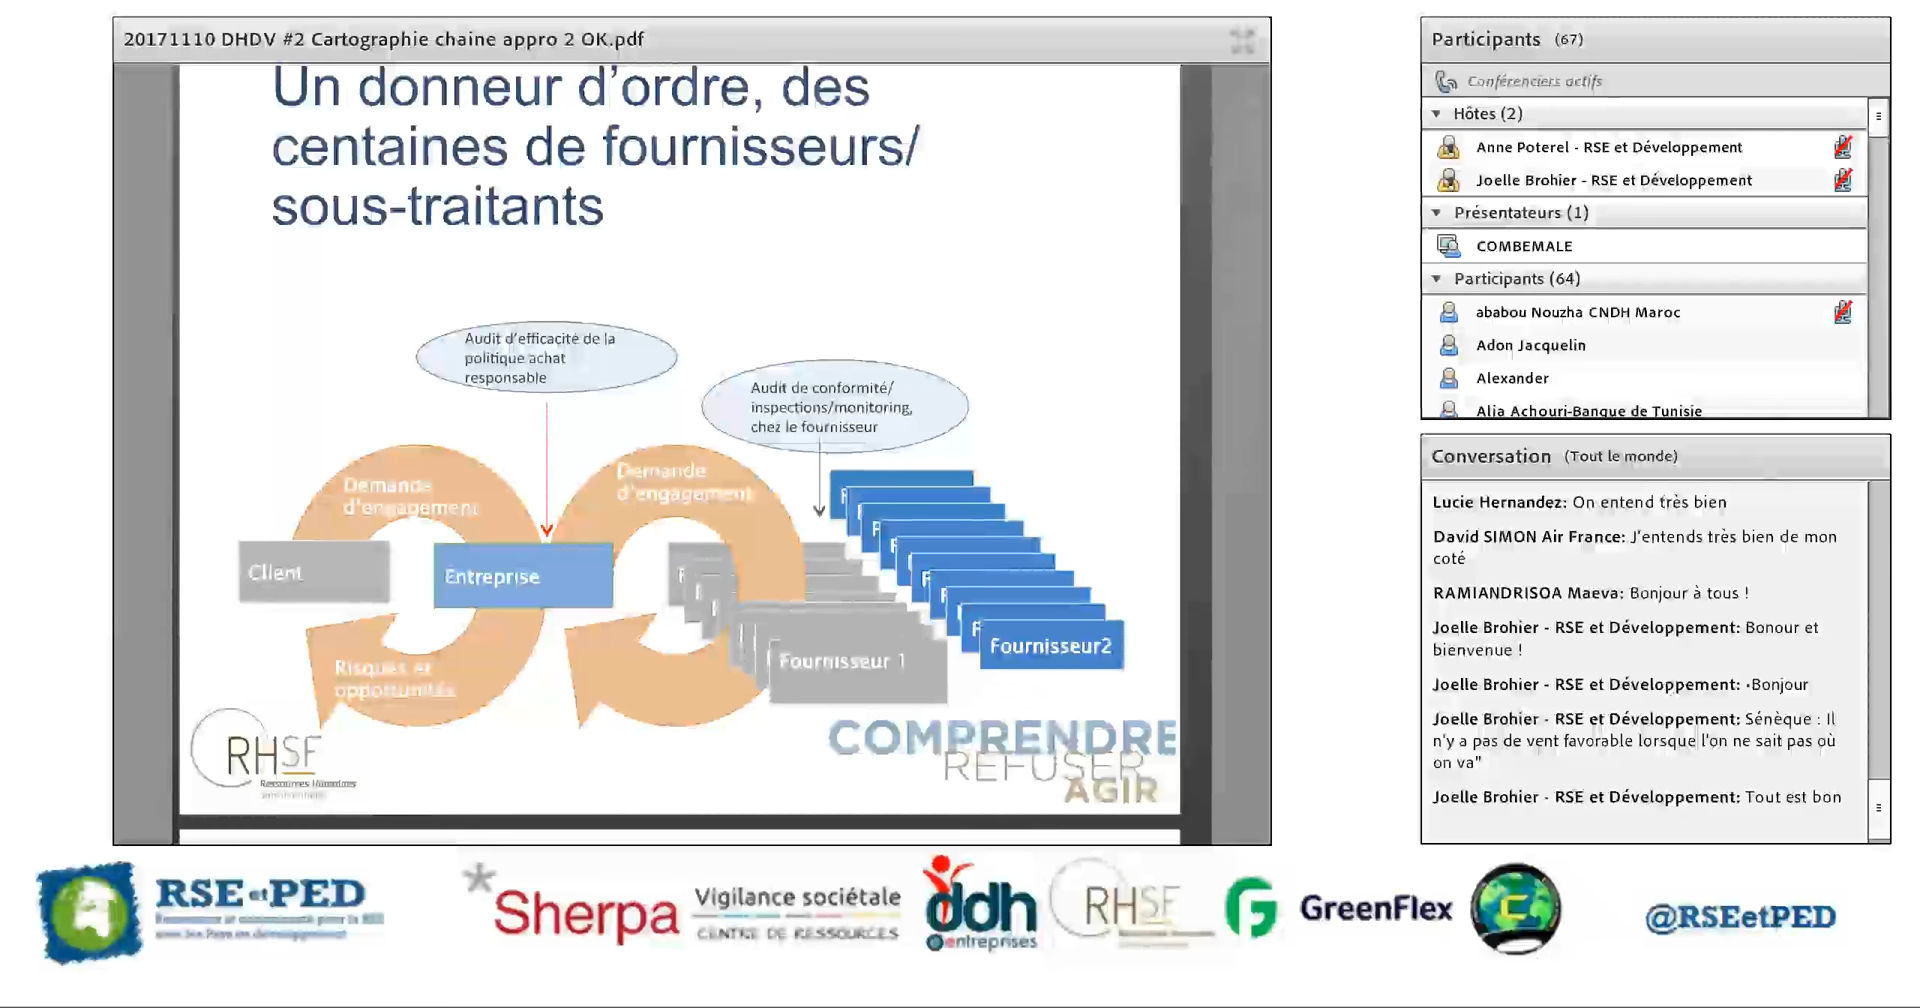 20171110 DHDV #2 Cartographie chaine appro 2 OK.pdf
Un donneur d'ordre, des
centaines de fournisseurs/
sous-traitants
Audit d'efficacité de la
politique achat
responsable
Audit de conformité/
inspections/monitoring,
chez le fournisseur
Demande
d'engagement
Demande
d'engagement
Client
Entreprise
Fournisseur 1
Fournisseur2
Risques et
opportunités
RHSF
Ressources Humaines
COMPRENDRE
REFUSER
AGIR
Participants (67)
Conférenciers actifs
Hôtes (2)
Anne Poterel - RSE et Développement
Joelle Brohier - RSE et Développement
Présentateurs (1)
COMBEMALE
Participants (64)
ababou Nouzha CNDH Maroc
Adon Jacquelin
Alexander
Alia Achouri-Banque de Tunisie
Conversation (Tout le monde)
Lucie Hernandez: On entend très bien
David SIMON Air France: J'entends très bien de mon
coté
RAMIANDRISOA Maeva: Bonjour à tous !
Joelle Brohier - RSE et Développement: Bonour et
bienvenue !
Joelle Brohier - RSE et Développement: •Bonjour
Joelle Brohier - RSE et Développement: Sénèque : Il
n'y a pas de vent favorable lorsque l'on ne sait pas où
on va"
Joelle Brohier - RSE et Développement: Tout est bon
RSE et PED
Sherpa
Vigilance sociétale
CENTRE DE RESSOURCES
ddh
entreprises
RHSF
GreenFlex
@RSEetPED